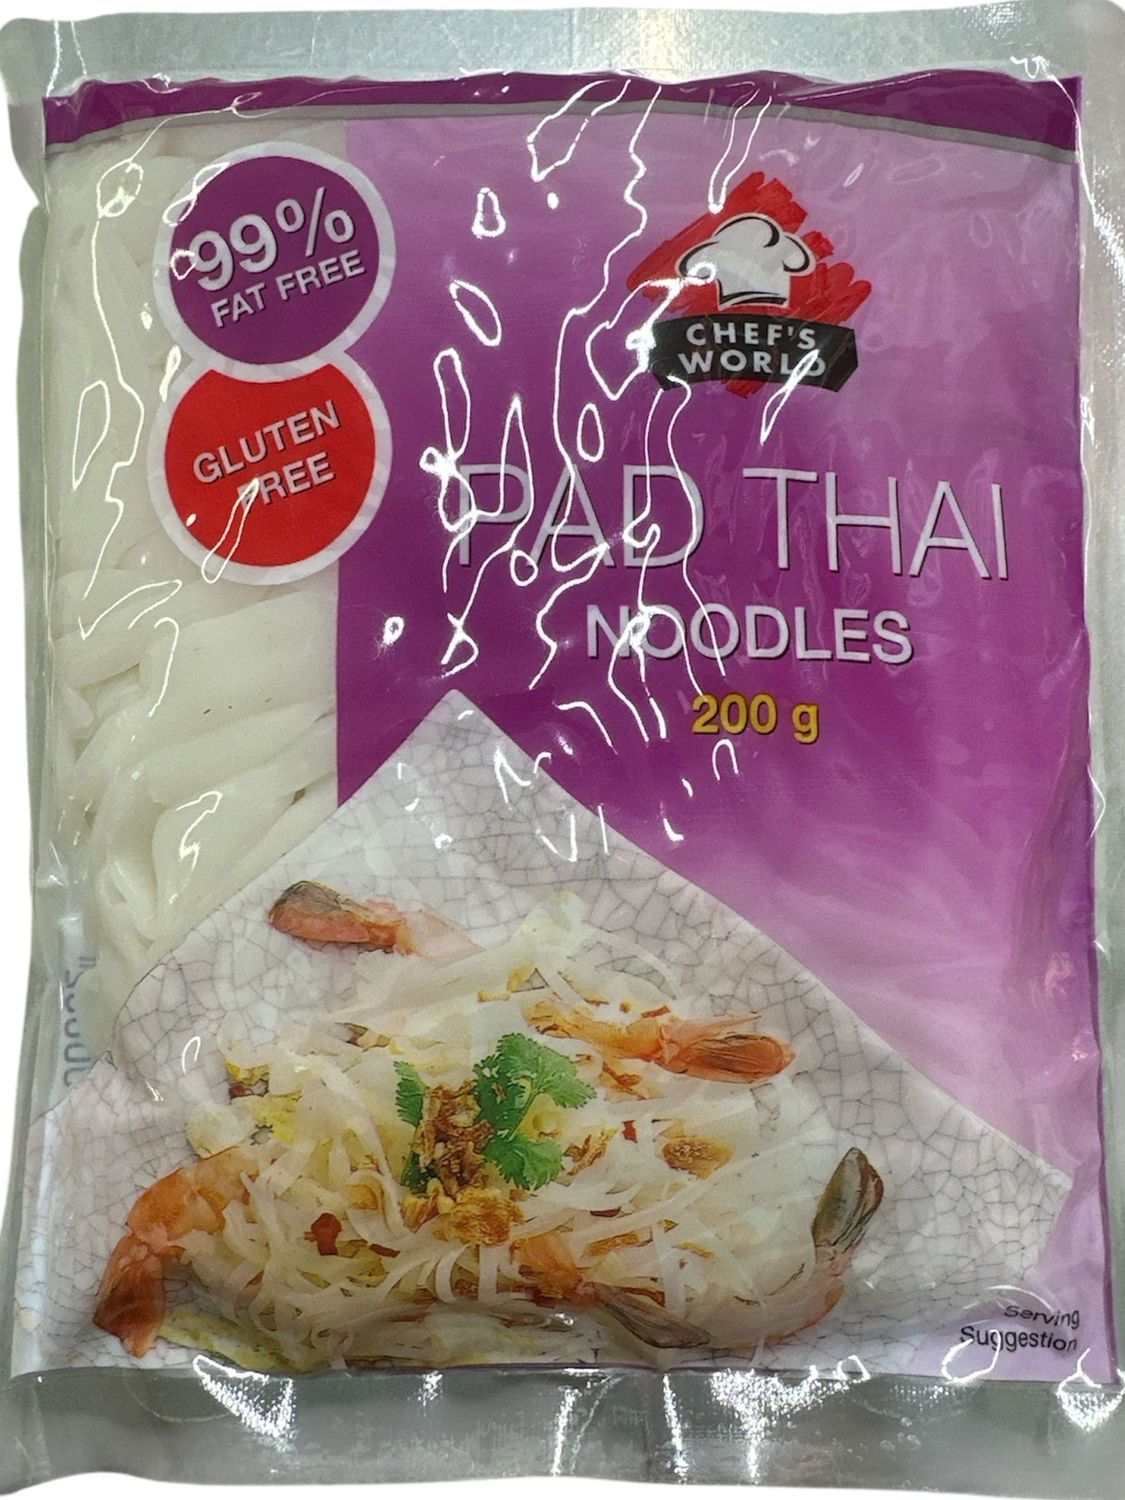 99%
FAT FREE
GLUTEN
FREE
CHEF'S
WORLD
PAD THAI
NOODLES
200 g
Serving
Suggestion